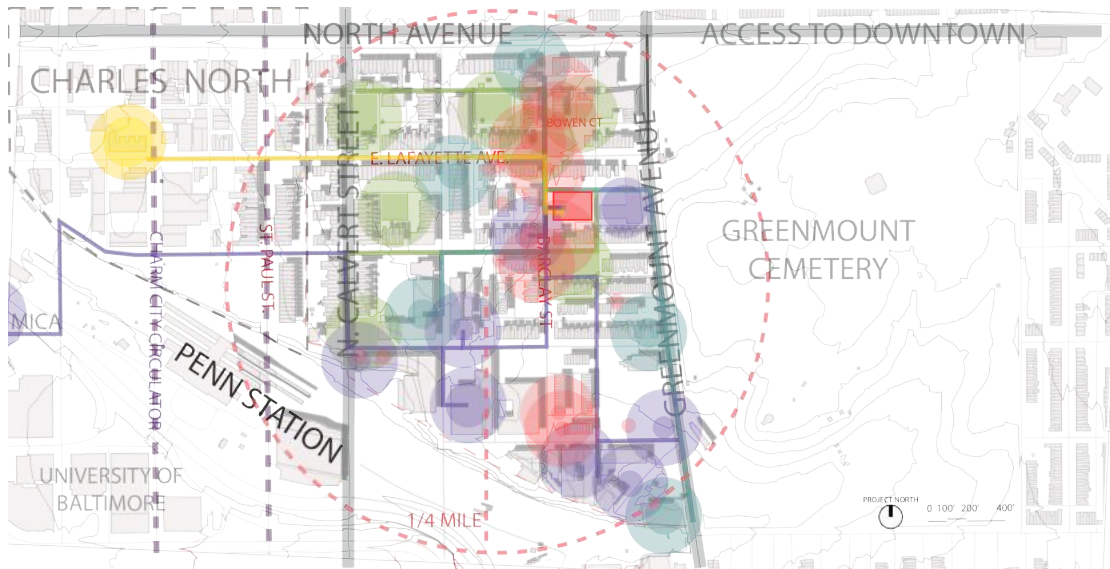 NORTH AVENUE
ACCESS TO DOWNTOWN
CHARLES NORTH
BOWEN CT
E. LAFAYETTE AVE.
N. CALVERT STREET
GREENMOUNT AVENUE
ST. PAUL ST.
BARCLAY ST
CHARM CITY CIRCULATOR
GREENMOUNT
CEMETERY
MICA
PENN STATION
UNIVERSITY OF
BALTIMORE
1/4 MILE
PROJECT NORTH
0 100' 200' 400'